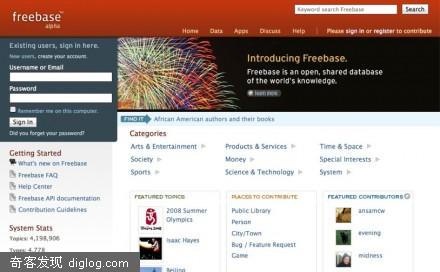 freebase™
alpha
Keyword search Freebase
Search
Home Data Apps Discuss Help | Please sign in or register to contribute
Existing users, sign in here.
New users, create your account.
Username or Email
Password
Remember me on this computer.
Sign In
Did you forget your password?
Introducing Freebase.
Freebase is an open, shared database
of the world's knowledge.
learn more
FIND IT African American authors and their books
Getting Started
What's new on Freebase
Freebase FAQ
Help Center
Freebase API documentation
Contribution Guidelines
System Stats
Topics: 4,198,906
Types: 4,778
Categories
Arts & Entertainment
Products & Services
Time & Space
Society
Money
Special Interests
Sports
Science & Technology
System
FEATURED TOPICS
2008 Summer
Olympics
Isaac Hayes
Beijing
PLACES TO CONTRIBUTE
Public Library
Person
City/Town
Bug / Feature Request
Game
FEATURED CONTRIBUTORS
ansamcw
evening
midness
奇客发现 diglog.com